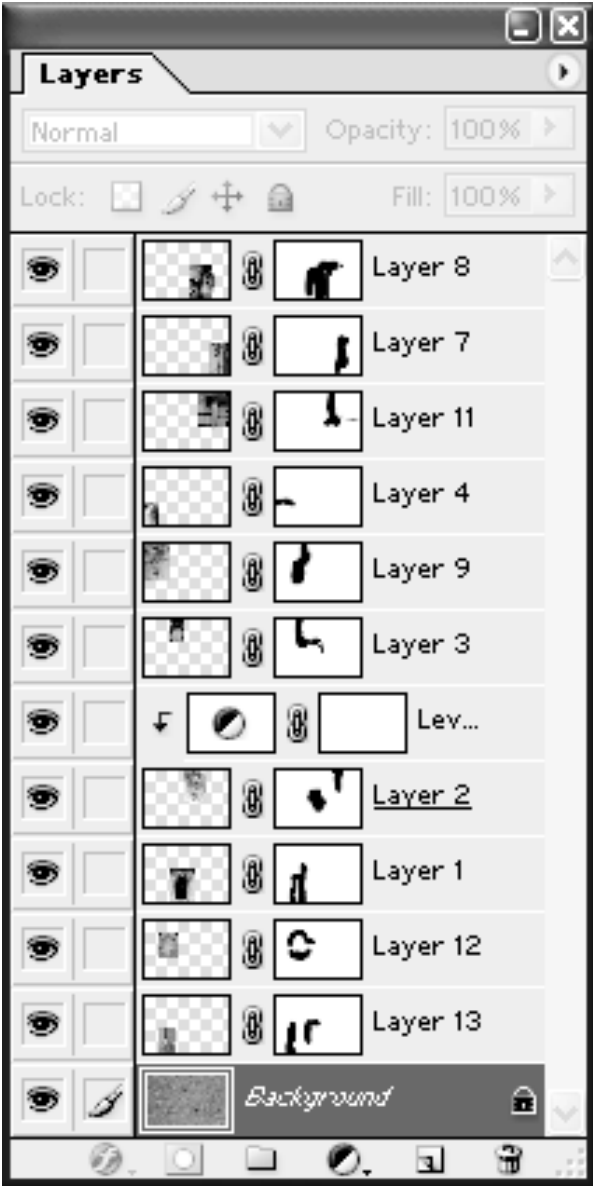 Layers
Normal Opacity: 100%
Lock: Fill: 100%
Layer 8
Layer 7
Layer 11
Layer 4
Layer 9
Layer 3
Lev...
Layer 2
Layer 1
Layer 12
Layer 13
Background